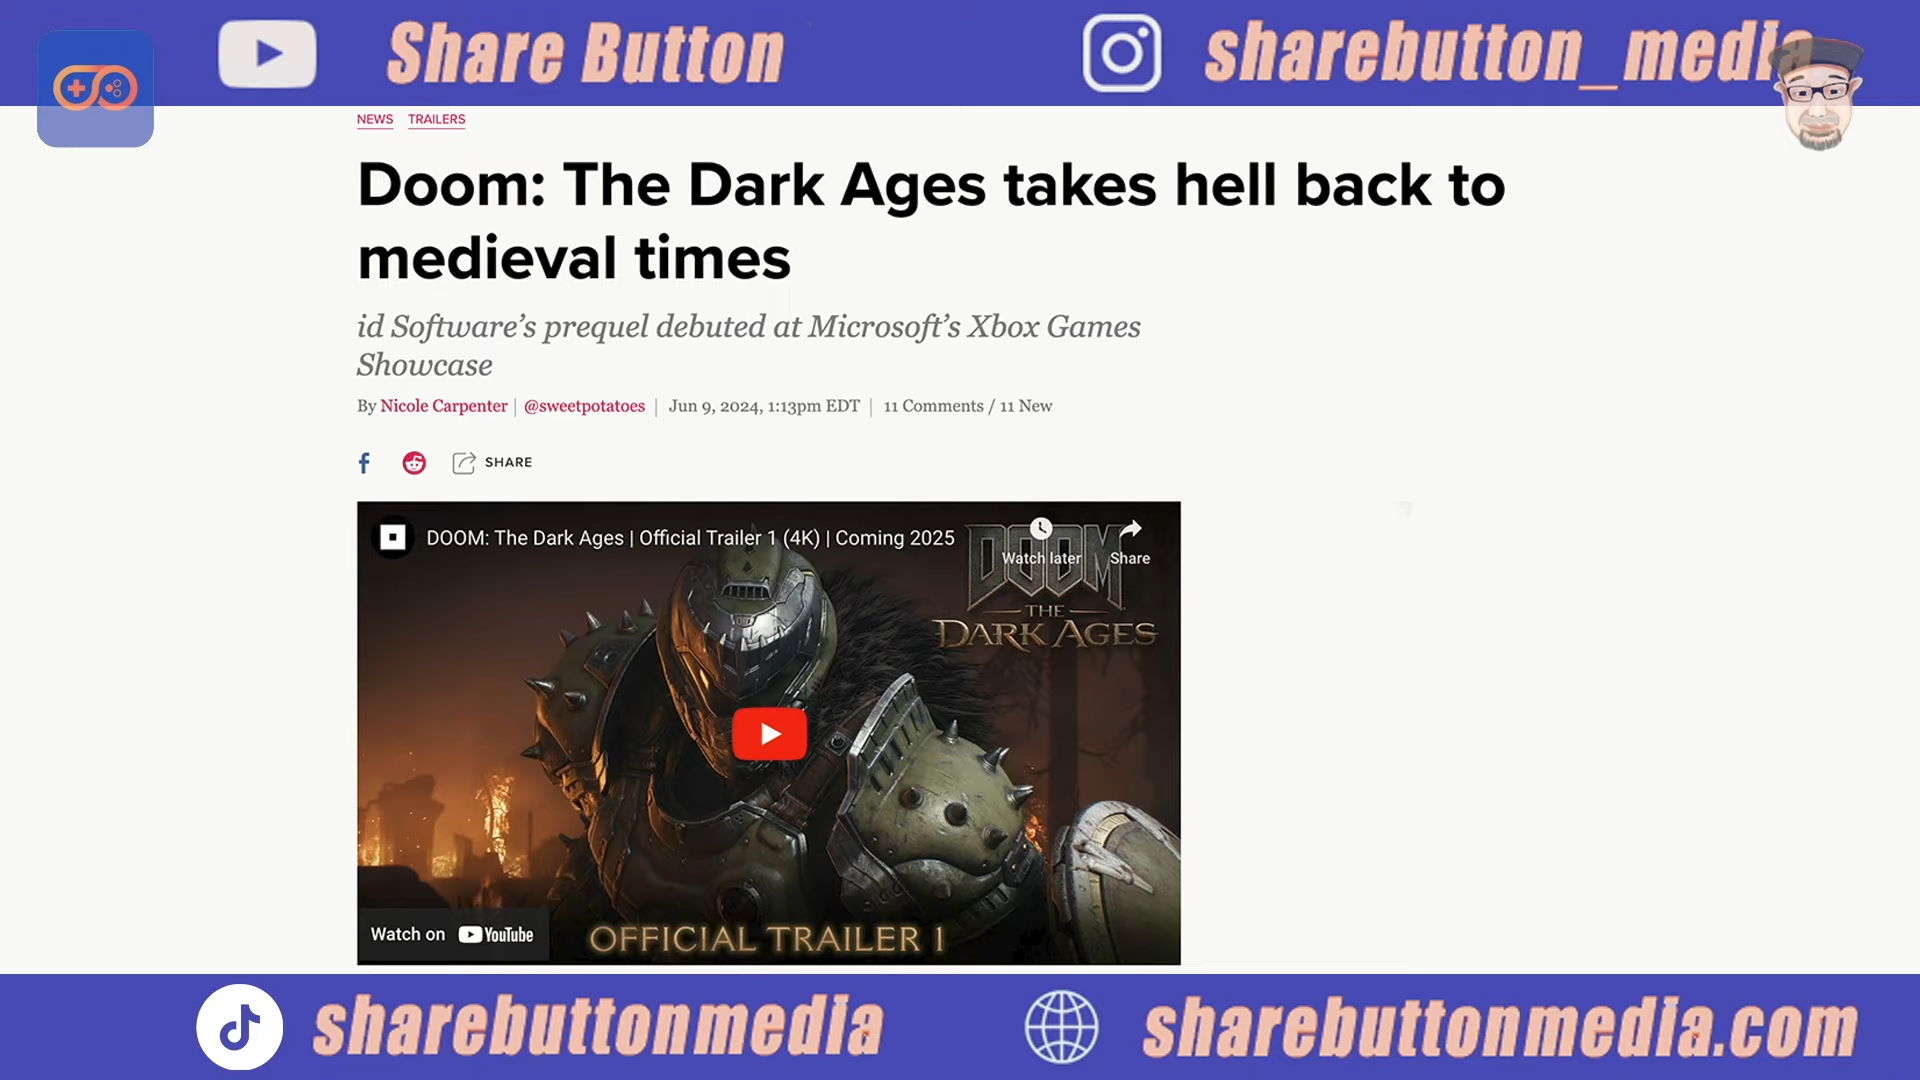 Share Button
sharebutton_media
NEWS TRAILERS
Doom: The Dark Ages takes hell back to
medieval times
id Software’s prequel debuted at Microsoft’s Xbox Games
Showcase
By Nicole Carpenter | @sweetpotatoes | Jun 9, 2024, 1:13pm EDT | 11 Comments / 11 New
SHARE
DOOM: The Dark Ages | Official Trailer 1 (4K) | Coming 2025
Watch later
Share
DOOM
THE
DARK AGES
Watch on YouTube
OFFICIAL TRAILER 1
sharebuttonmedia
sharebuttonmedia.com